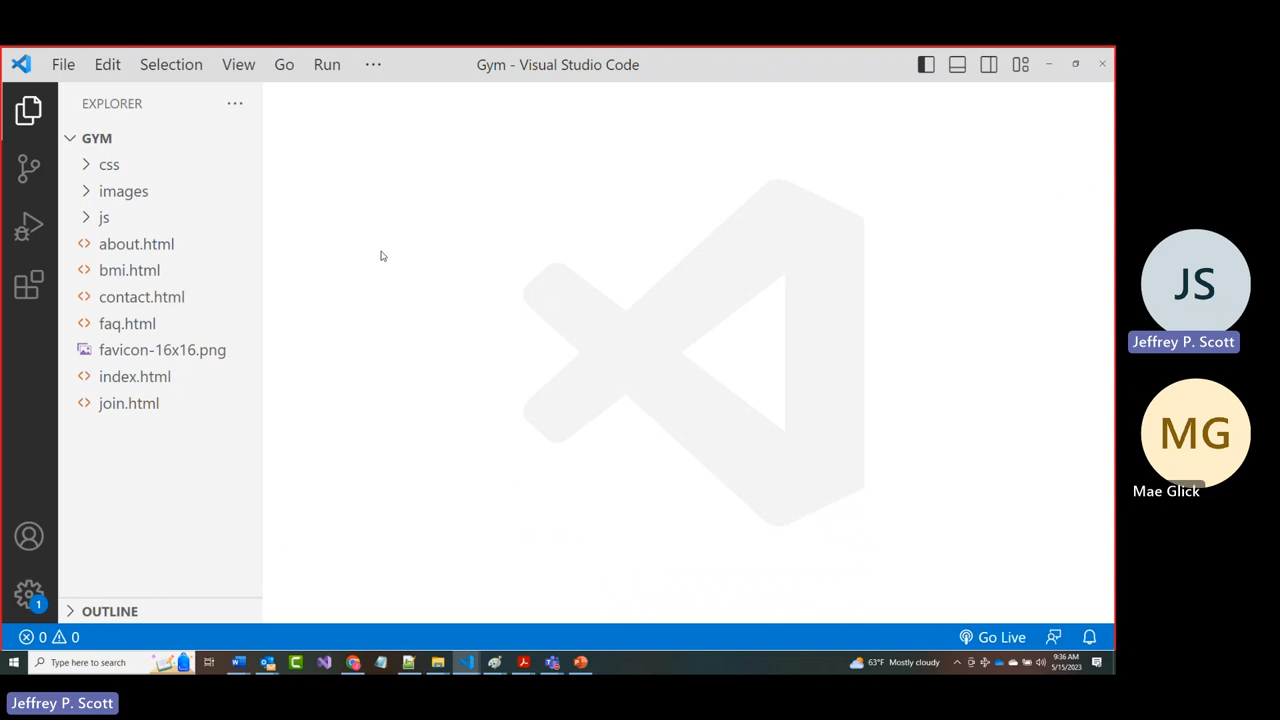 File Edit Selection View Go Run ···
Gym - Visual Studio Code
EXPLORER ···
GYM
css
images
js
about.html
bmi.html
contact.html
faq.html
favicon-16x16.png
index.html
join.html
1
OUTLINE
0 0
Go Live
Type here to search
63°F Mostly cloudy
9:36 AM
5/15/2023
JS
Jeffrey P. Scott
MG
Mae Glick
Jeffrey P. Scott